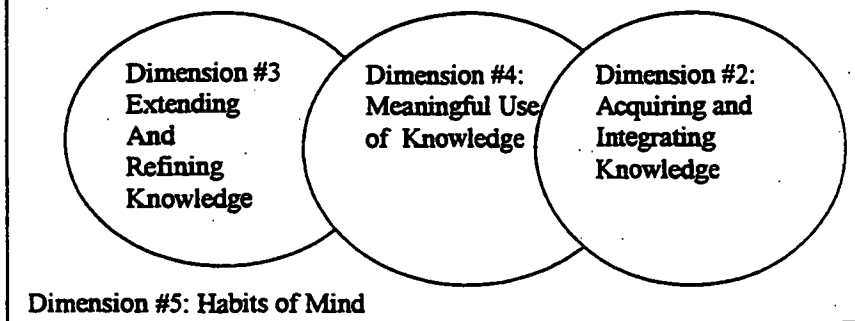 Dimension #3
Extending
And
Refining
Knowledge
Dimension #4:
Meaningful Use
of Knowledge
Dimension #2:
Acquiring and
Integrating
Knowledge
Dimension #5: Habits of Mind